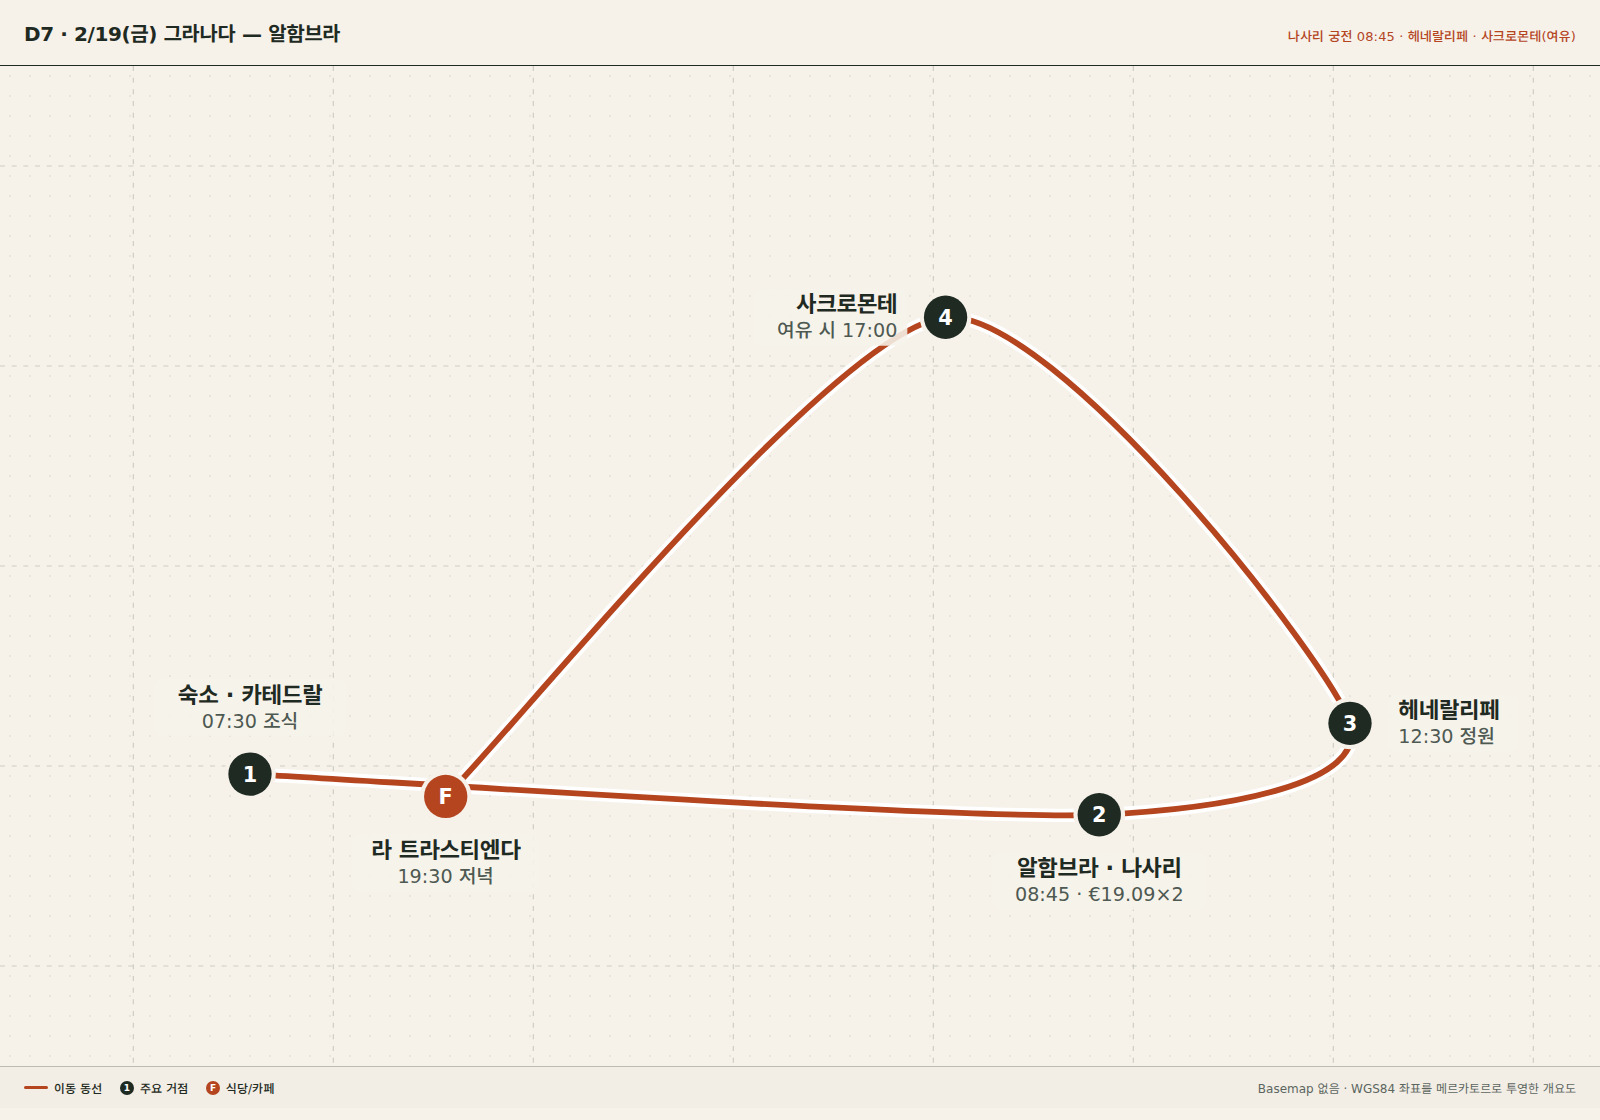 D7 · 2/19(금) 그라나다 — 알함브라
나사리 궁전 08:45 · 헤네랄리페 · 사크로몬테(여유)
사크로몬테
여유 시 17:00
4
숙소 · 카테드랄
07:30 조식
1
F
라 트라스티엔다
19:30 저녁
3
헤네랄리페
12:30 정원
2
알함브라 · 나사리
08:45 · €19.09×2
이동 동선
1 주요 거점
F 식당/카페
Basemap 없음 · WGS84 좌표를 메르카토르로 투영한 개요도